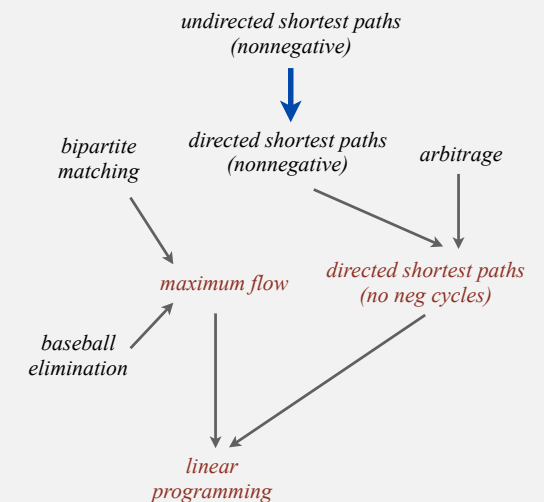 undirected shortest paths
(nonnegative)
bipartite
matching
directed shortest paths
(nonnegative)
arbitrage
maximum flow
directed shortest paths
(no neg cycles)
baseball
elimination
linear
programming